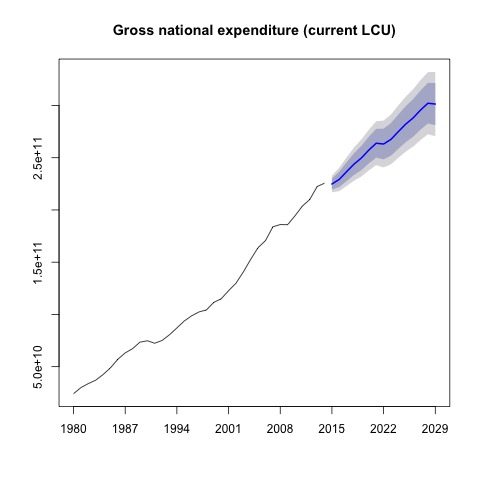 Gross national expenditure (current LCU)
2.5e+11
1.5e+11
5.0e+10
1980 1987 1994 2001 2008 2015 2022 2029